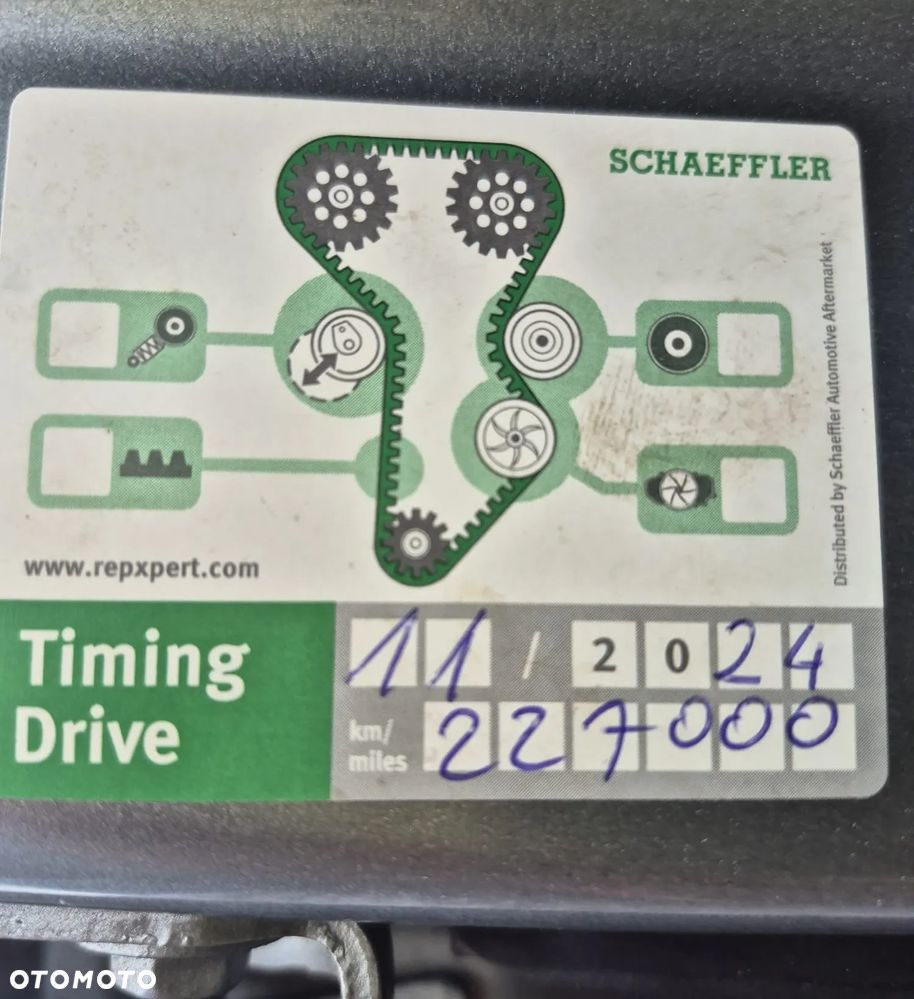 SCHAEFFLER
Distributed by Schaeffler Automotive Aftermarket
www.repxpert.com
Timing
Drive
11 / 2024
km/
miles
227000
OTOMOTO